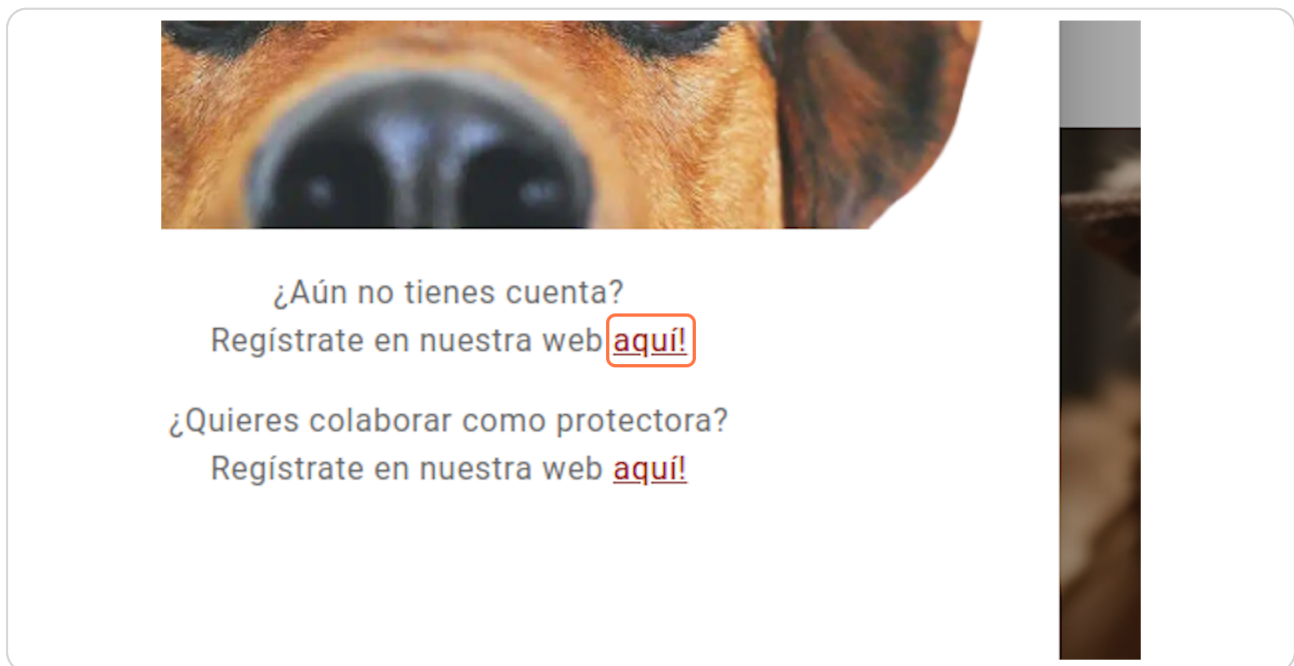 ¿Aún no tienes cuenta?
Regístrate en nuestra web aquí!
¿Quieres colaborar como protectora?
Regístrate en nuestra web aquí!